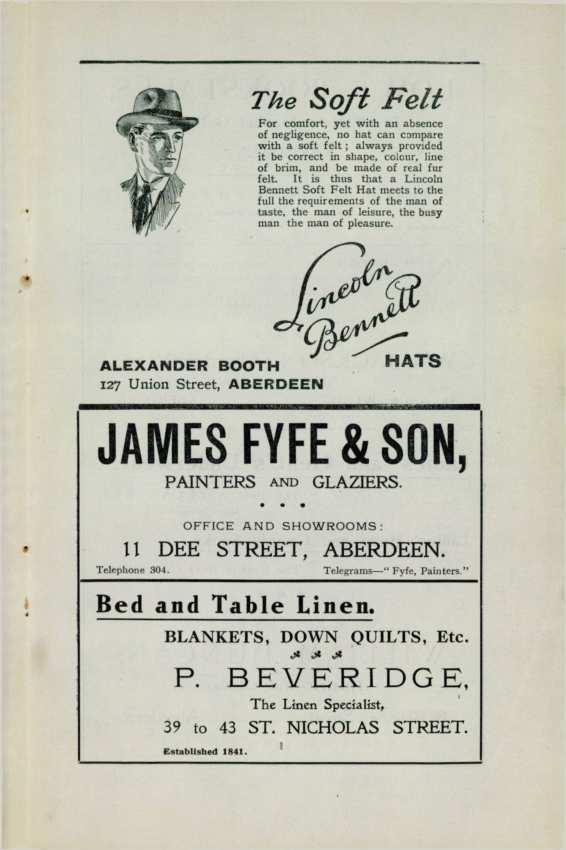 The Soft Felt
For comfort, yet with an absence
of negligence, no hat can compare
with a soft felt ; always provided
it be correct in shape, colour, line
of brim, and be made of real fur
felt. It is thus that a Lincoln
Bennett Soft Felt Hat meets to the
full the requirements of the man of
taste, the man of leisure, the busy
man the man of pleasure.
Lincoln
Bennett
HATS
ALEXANDER BOOTH
127 Union Street, ABERDEEN
JAMES FYFE & SON,
PAINTERS AND GLAZIERS.
OFFICE AND SHOWROOMS:
11 DEE STREET, ABERDEEN.
Telephone 304. Telegrams—“ Fyfe, Painters.”
Bed and Table Linen.
BLANKETS, DOWN QUILTS, Etc.
P. BEVERIDGE,
The Linen Specialist,
39 to 43 ST. NICHOLAS STREET.
Established 1841.